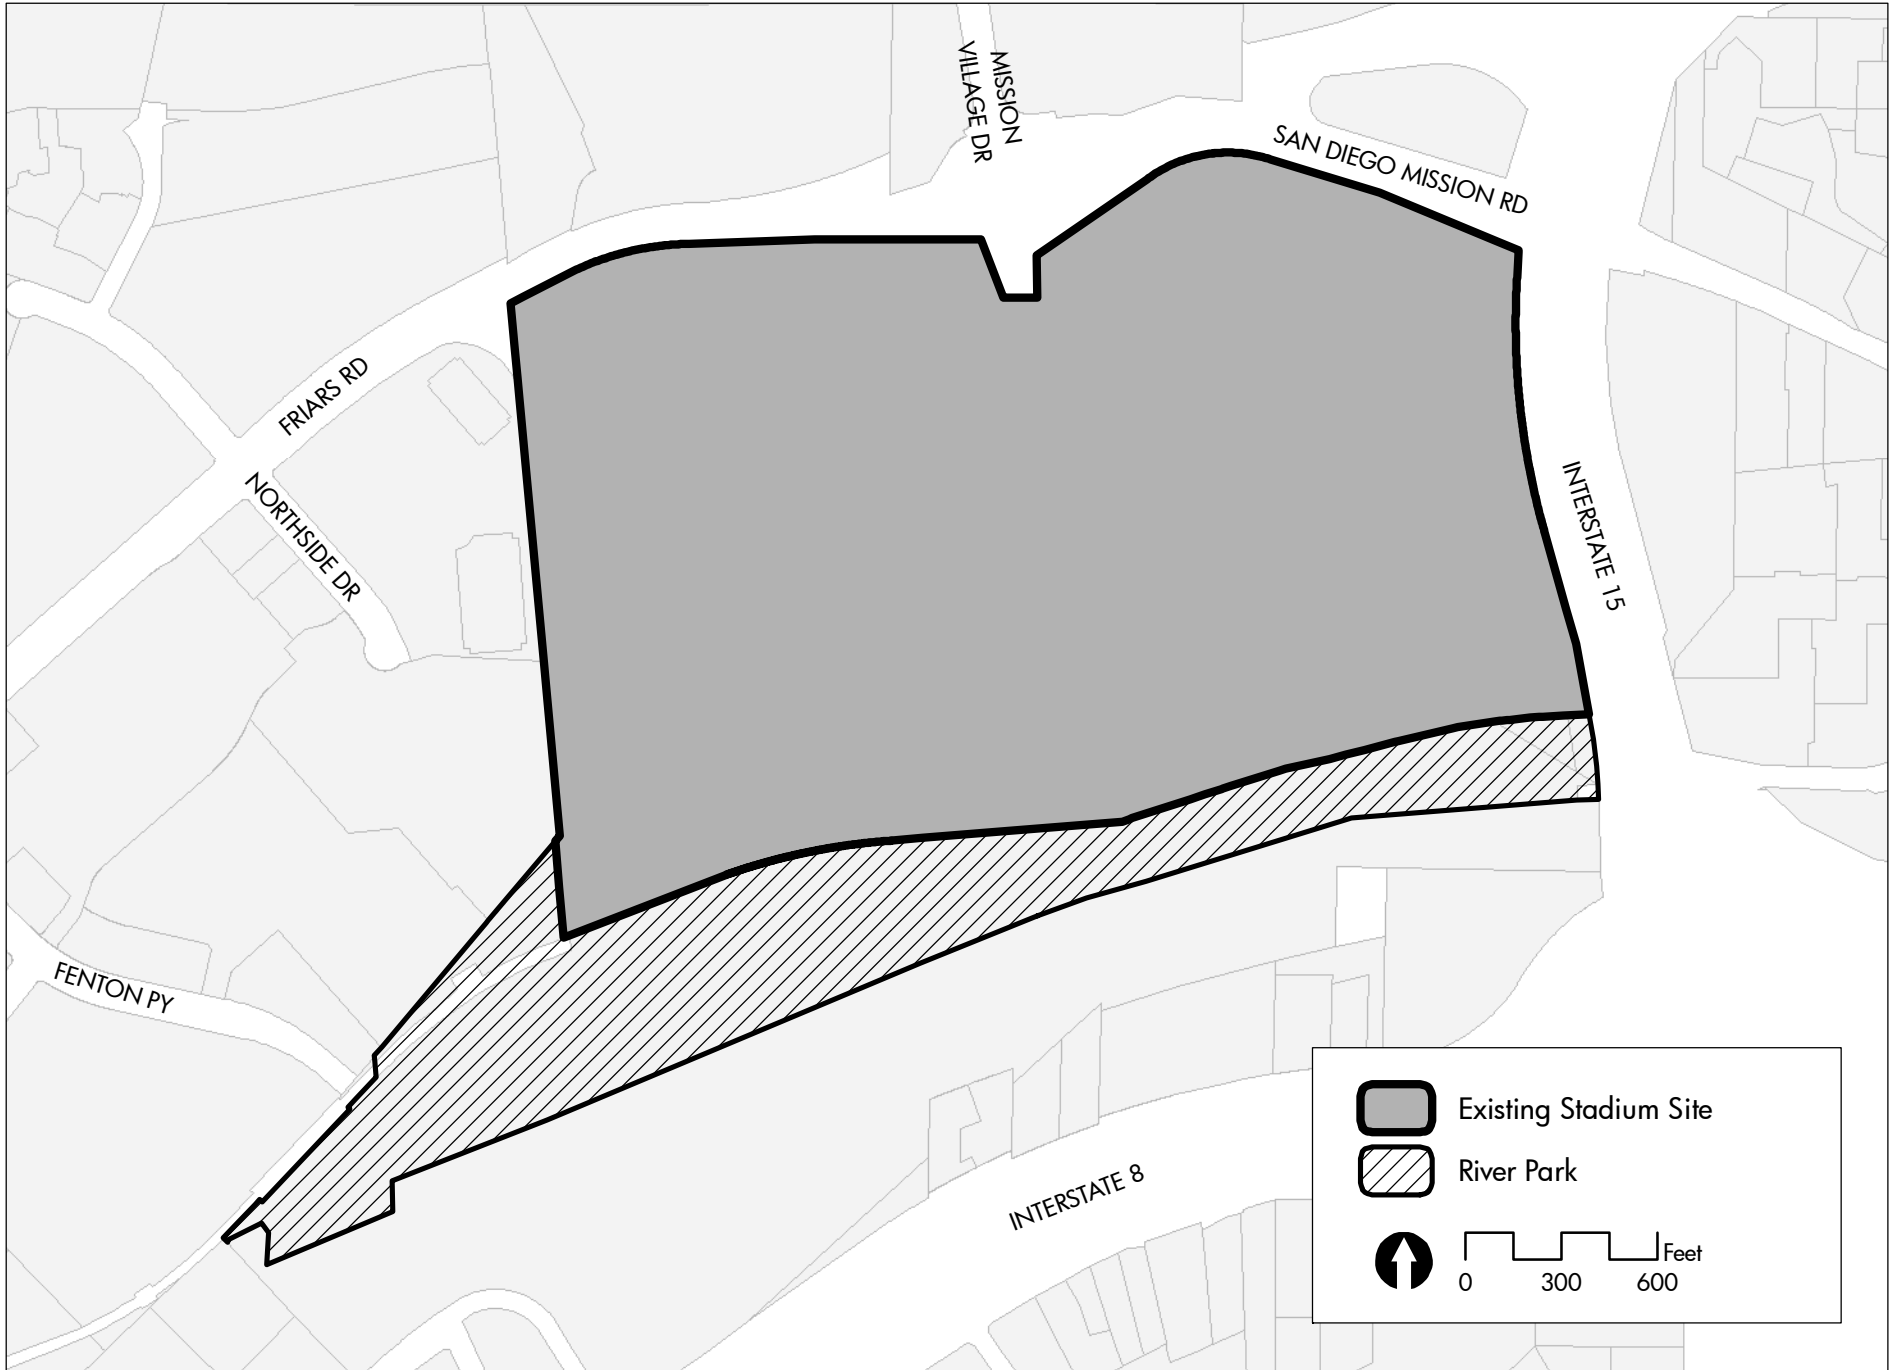 MISSION
VILLAGE DR
SAN DIEGO MISSION RD
FRIARS RD
NORTHSIDE DR
INTERSTATE 15
FENTON PY
INTERSTATE 8
Existing Stadium Site
River Park
Feet
0 300 600